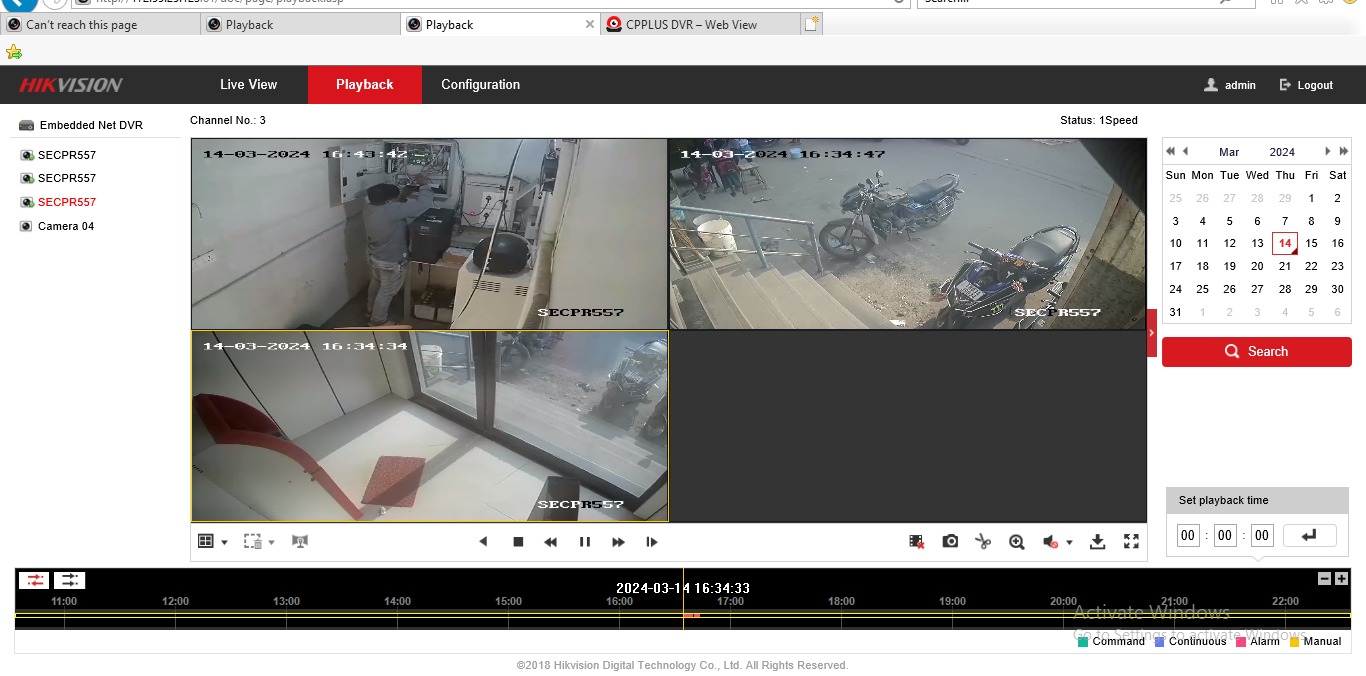 Can't reach this page
Playback
Playback
CPPLUS DVR – Web View
HIKVISION
Live View
Playback
Configuration
admin
Logout
Embedded Net DVR
SECPR557
SECPR557
SECPR557
Camera 04
Channel No.: 3
Status: 1Speed
14-03-2024 16:43:42
SECPR557
14-03-2024 16:34:47
SECPR557
14-03-2024 16:34:34
SECPR557
Mar 2024
Sun Mon Tue Wed Thu Fri Sat
25 26 27 28 29 1 2
3 4 5 6 7 8 9
10 11 12 13 14 15 16
17 18 19 20 21 22 23
24 25 26 27 28 29 30
31 1 2 3 4 5 6
Search
Set playback time
00 : 00 : 00
2024-03-14 16:34:33
11:00 12:00 13:00 14:00 15:00 16:00 17:00 18:00 19:00 20:00 21:00 22:00
Activate Windows
Go to Settings to activate Windows.
Command Continuous Alarm Manual
©2018 Hikvision Digital Technology Co., Ltd. All Rights Reserved.